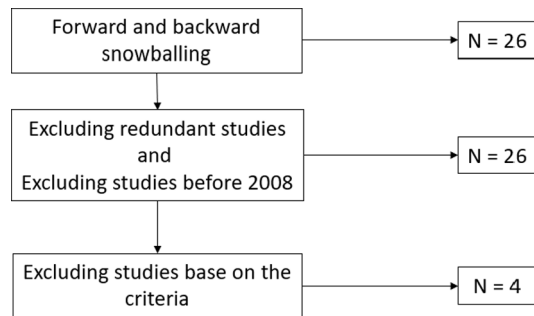 Forward and backward
snowballing
N = 26
Excluding redundant studies
and
Excluding studies before 2008
N = 26
Excluding studies base on the
criteria
N = 4